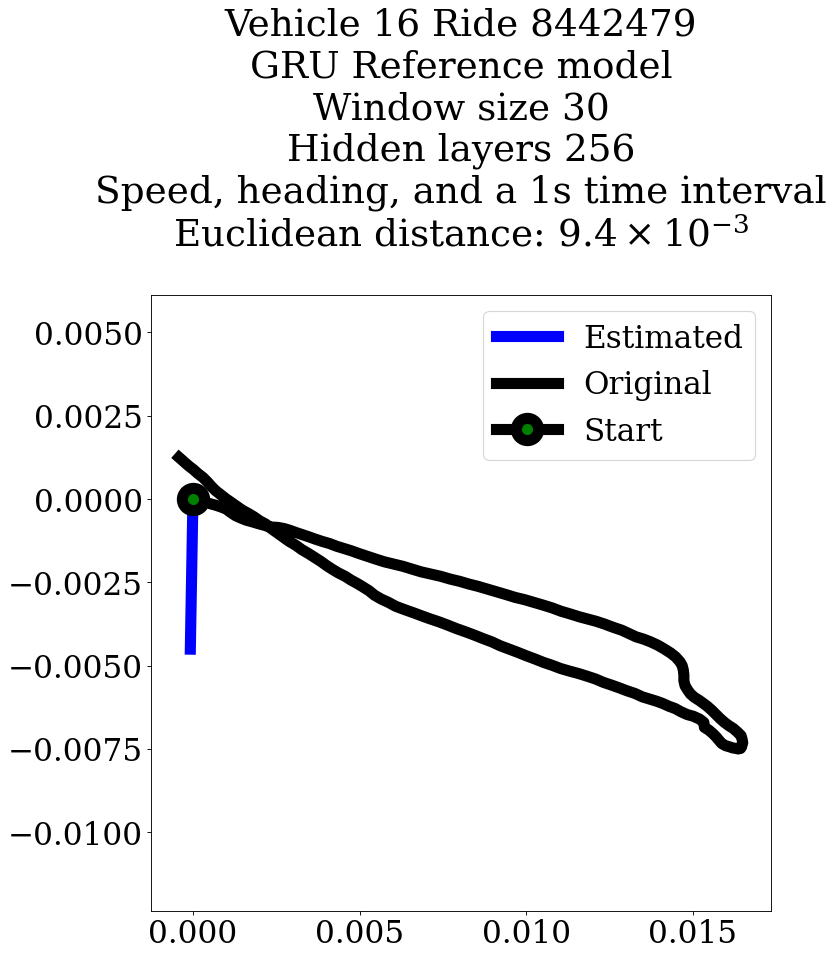 Vehicle 16 Ride 8442479
GRU Reference model
Window size 30
Hidden layers 256
Speed, heading, and a 1s time interval
Euclidean distance: 9.4 × 10⁻³
Estimated
Original
Start
0.0050
0.0025
0.0000
−0.0025
−0.0050
−0.0075
−0.0100
0.000 0.005 0.010 0.015